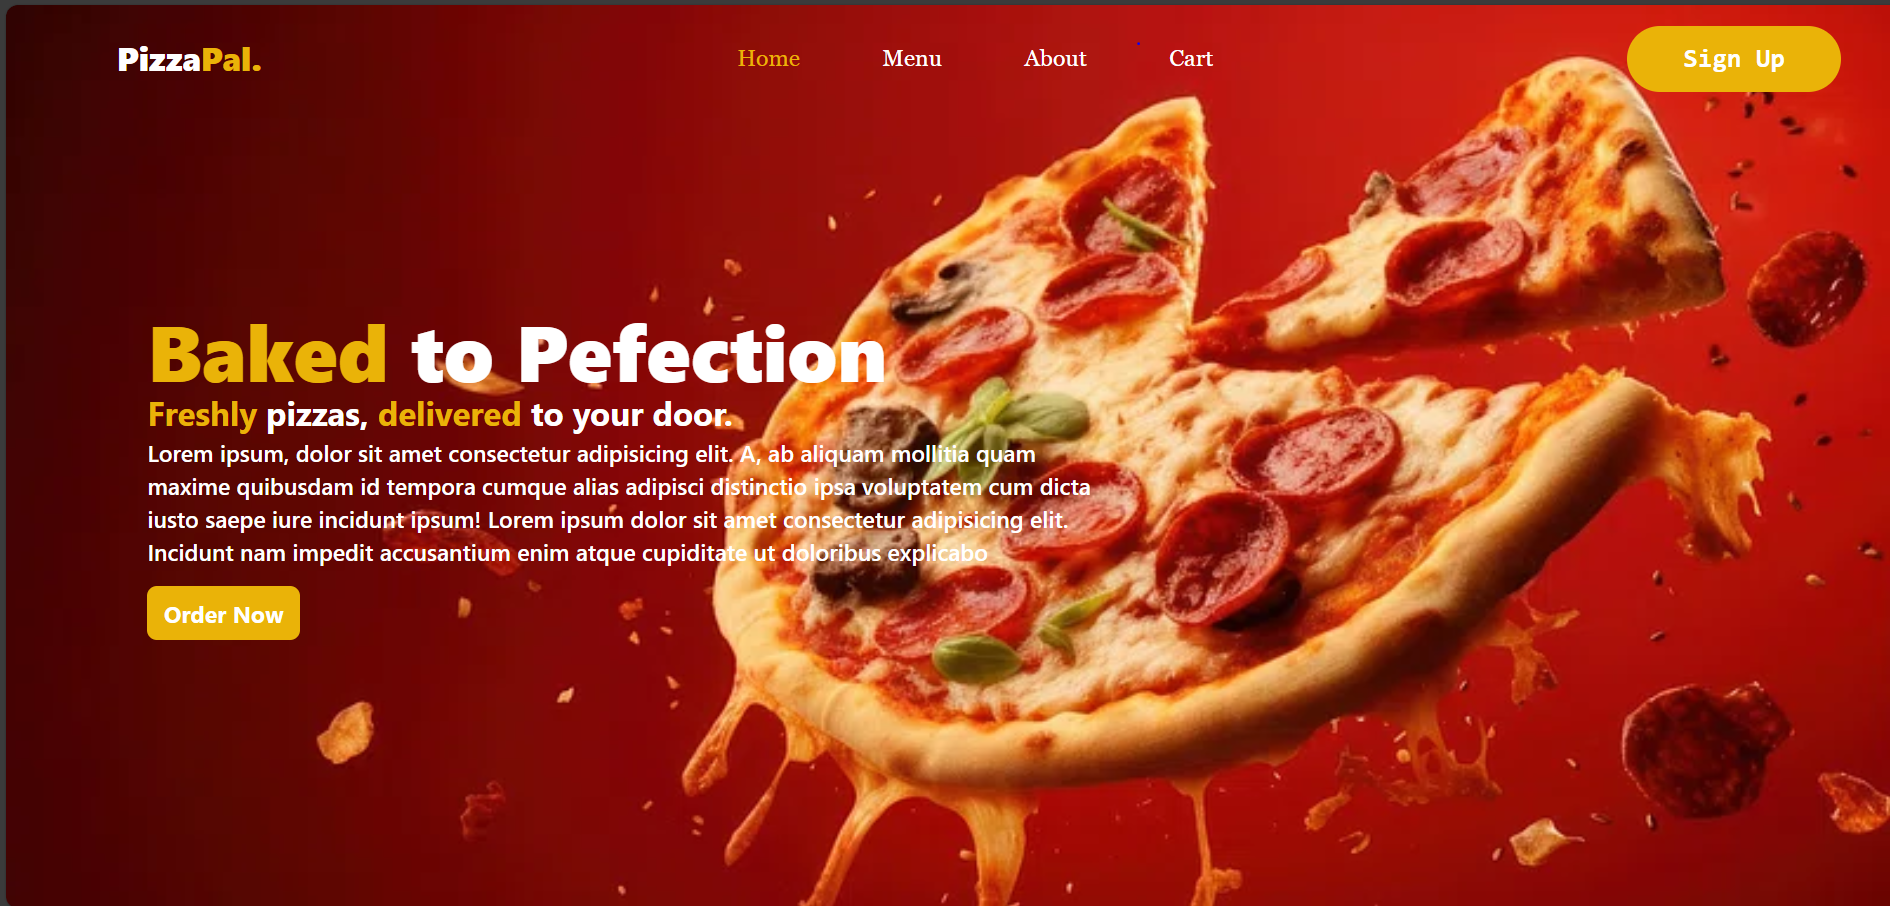 PizzaPal.
Home Menu About Cart
Sign Up
Baked to Pefection
Freshly pizzas, delivered to your door.
Lorem ipsum, dolor sit amet consectetur adipisicing elit. A, ab aliquam mollitia quam
maxime quibusdam id tempora cumque alias adipisci distinctio ipsa voluptatem cum dicta
iusto saepe iure incidunt ipsum! Lorem ipsum dolor sit amet consectetur adipisicing elit.
Incidunt nam impedit accusantium enim atque cupiditate ut doloribus explicabo
Order Now